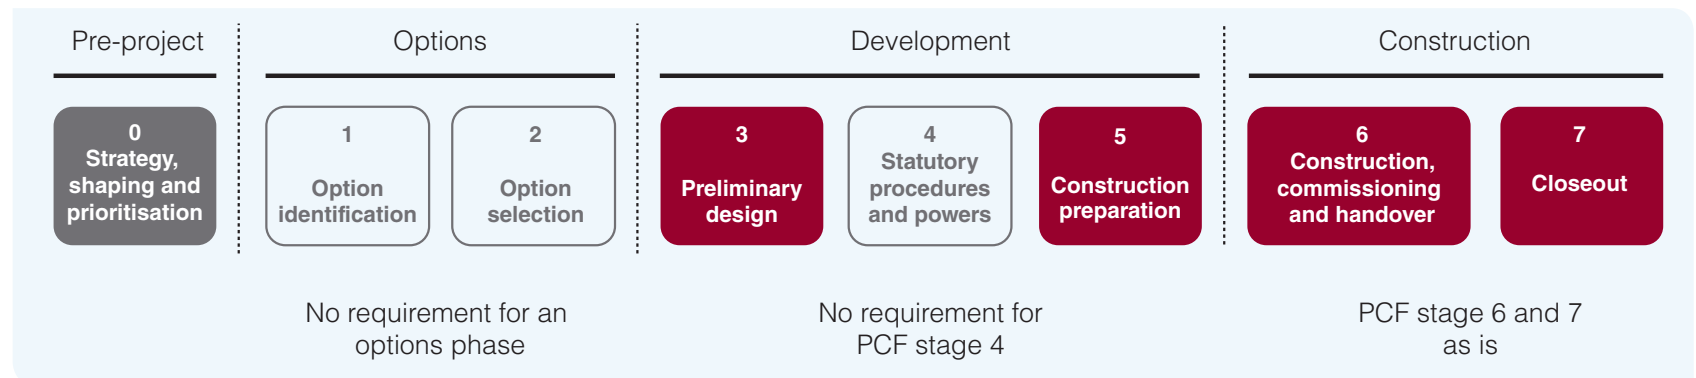 Pre-project
Options
Development
Construction
0
Strategy,
shaping and
prioritisation
1
Option
identification
2
Option
selection
3
Preliminary
design
4
Statutory
procedures
and powers
5
Construction
preparation
6
Construction,
commissioning
and handover
7
Closeout
No requirement for an
options phase
No requirement for
PCF stage 4
PCF stage 6 and 7
as is